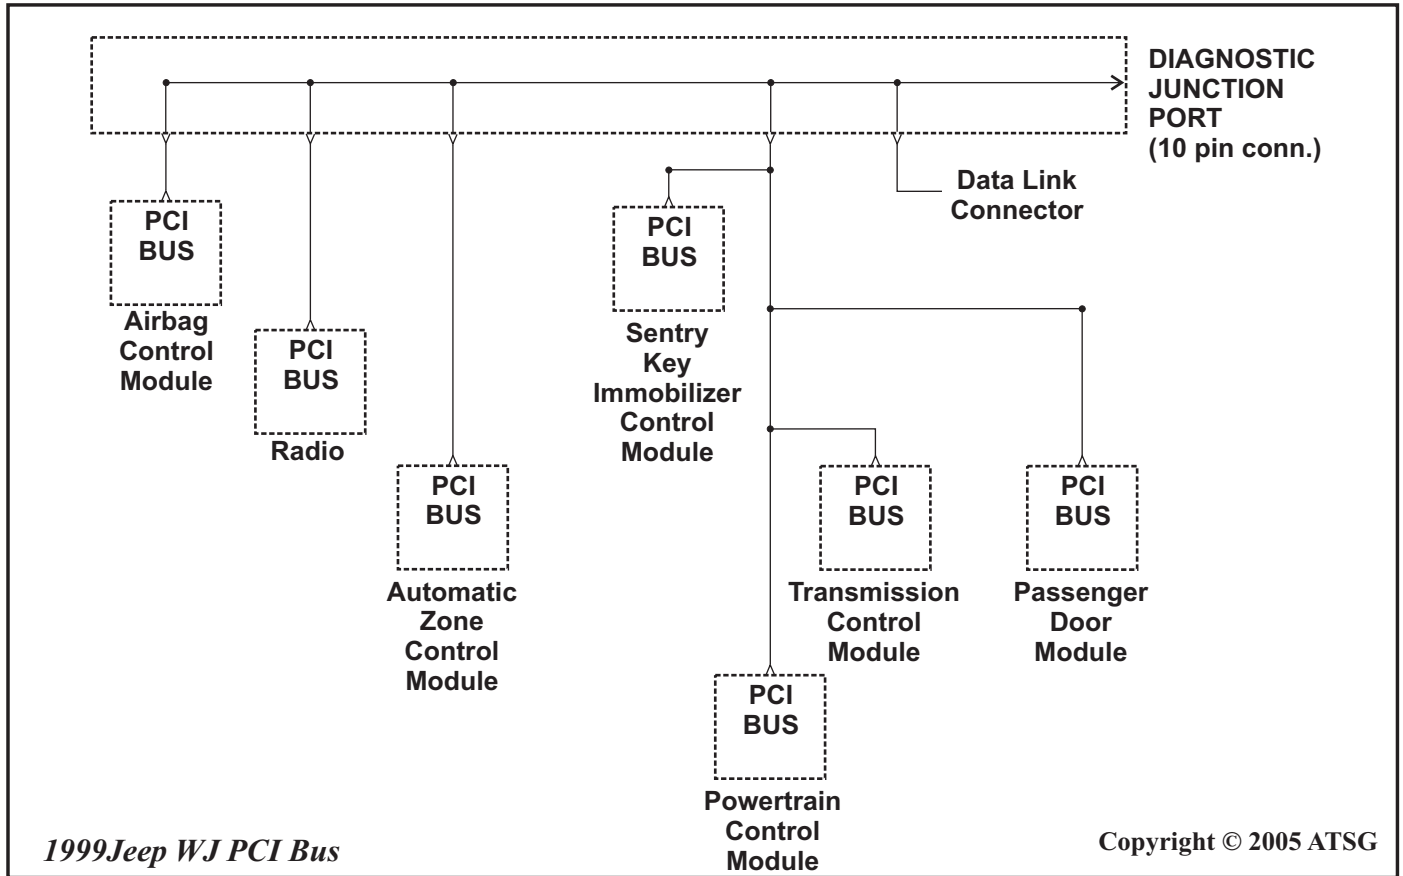 DIAGNOSTIC
JUNCTION
PORT
(10 pin conn.)
Data Link
Connector
PCI
BUS
Airbag
Control
Module
PCI
BUS
Radio
PCI
BUS
Automatic
Zone
Control
Module
PCI
BUS
Sentry
Key
Immobilizer
Control
Module
PCI
BUS
Transmission
Control
Module
PCI
BUS
Passenger
Door
Module
PCI
BUS
Powertrain
Control
Module
1999Jeep WJ PCI Bus
Copyright © 2005 ATSG